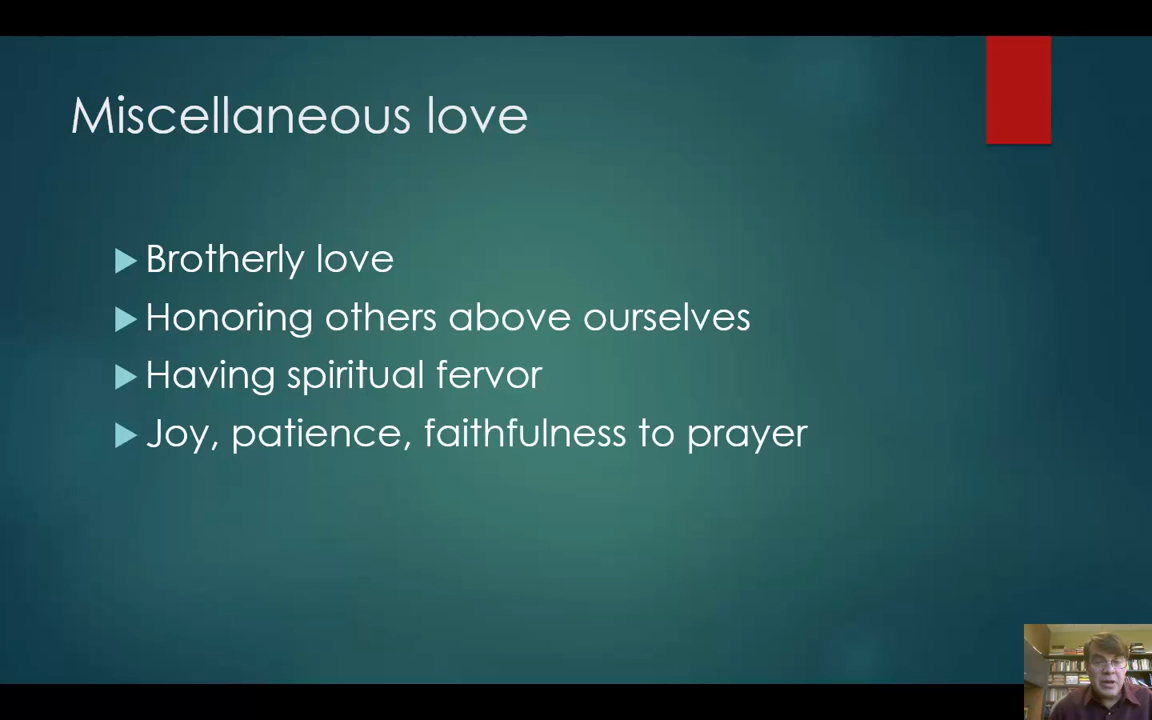 Miscellaneous love
Brotherly love
Honoring others above ourselves
Having spiritual fervor
Joy, patience, faithfulness to prayer